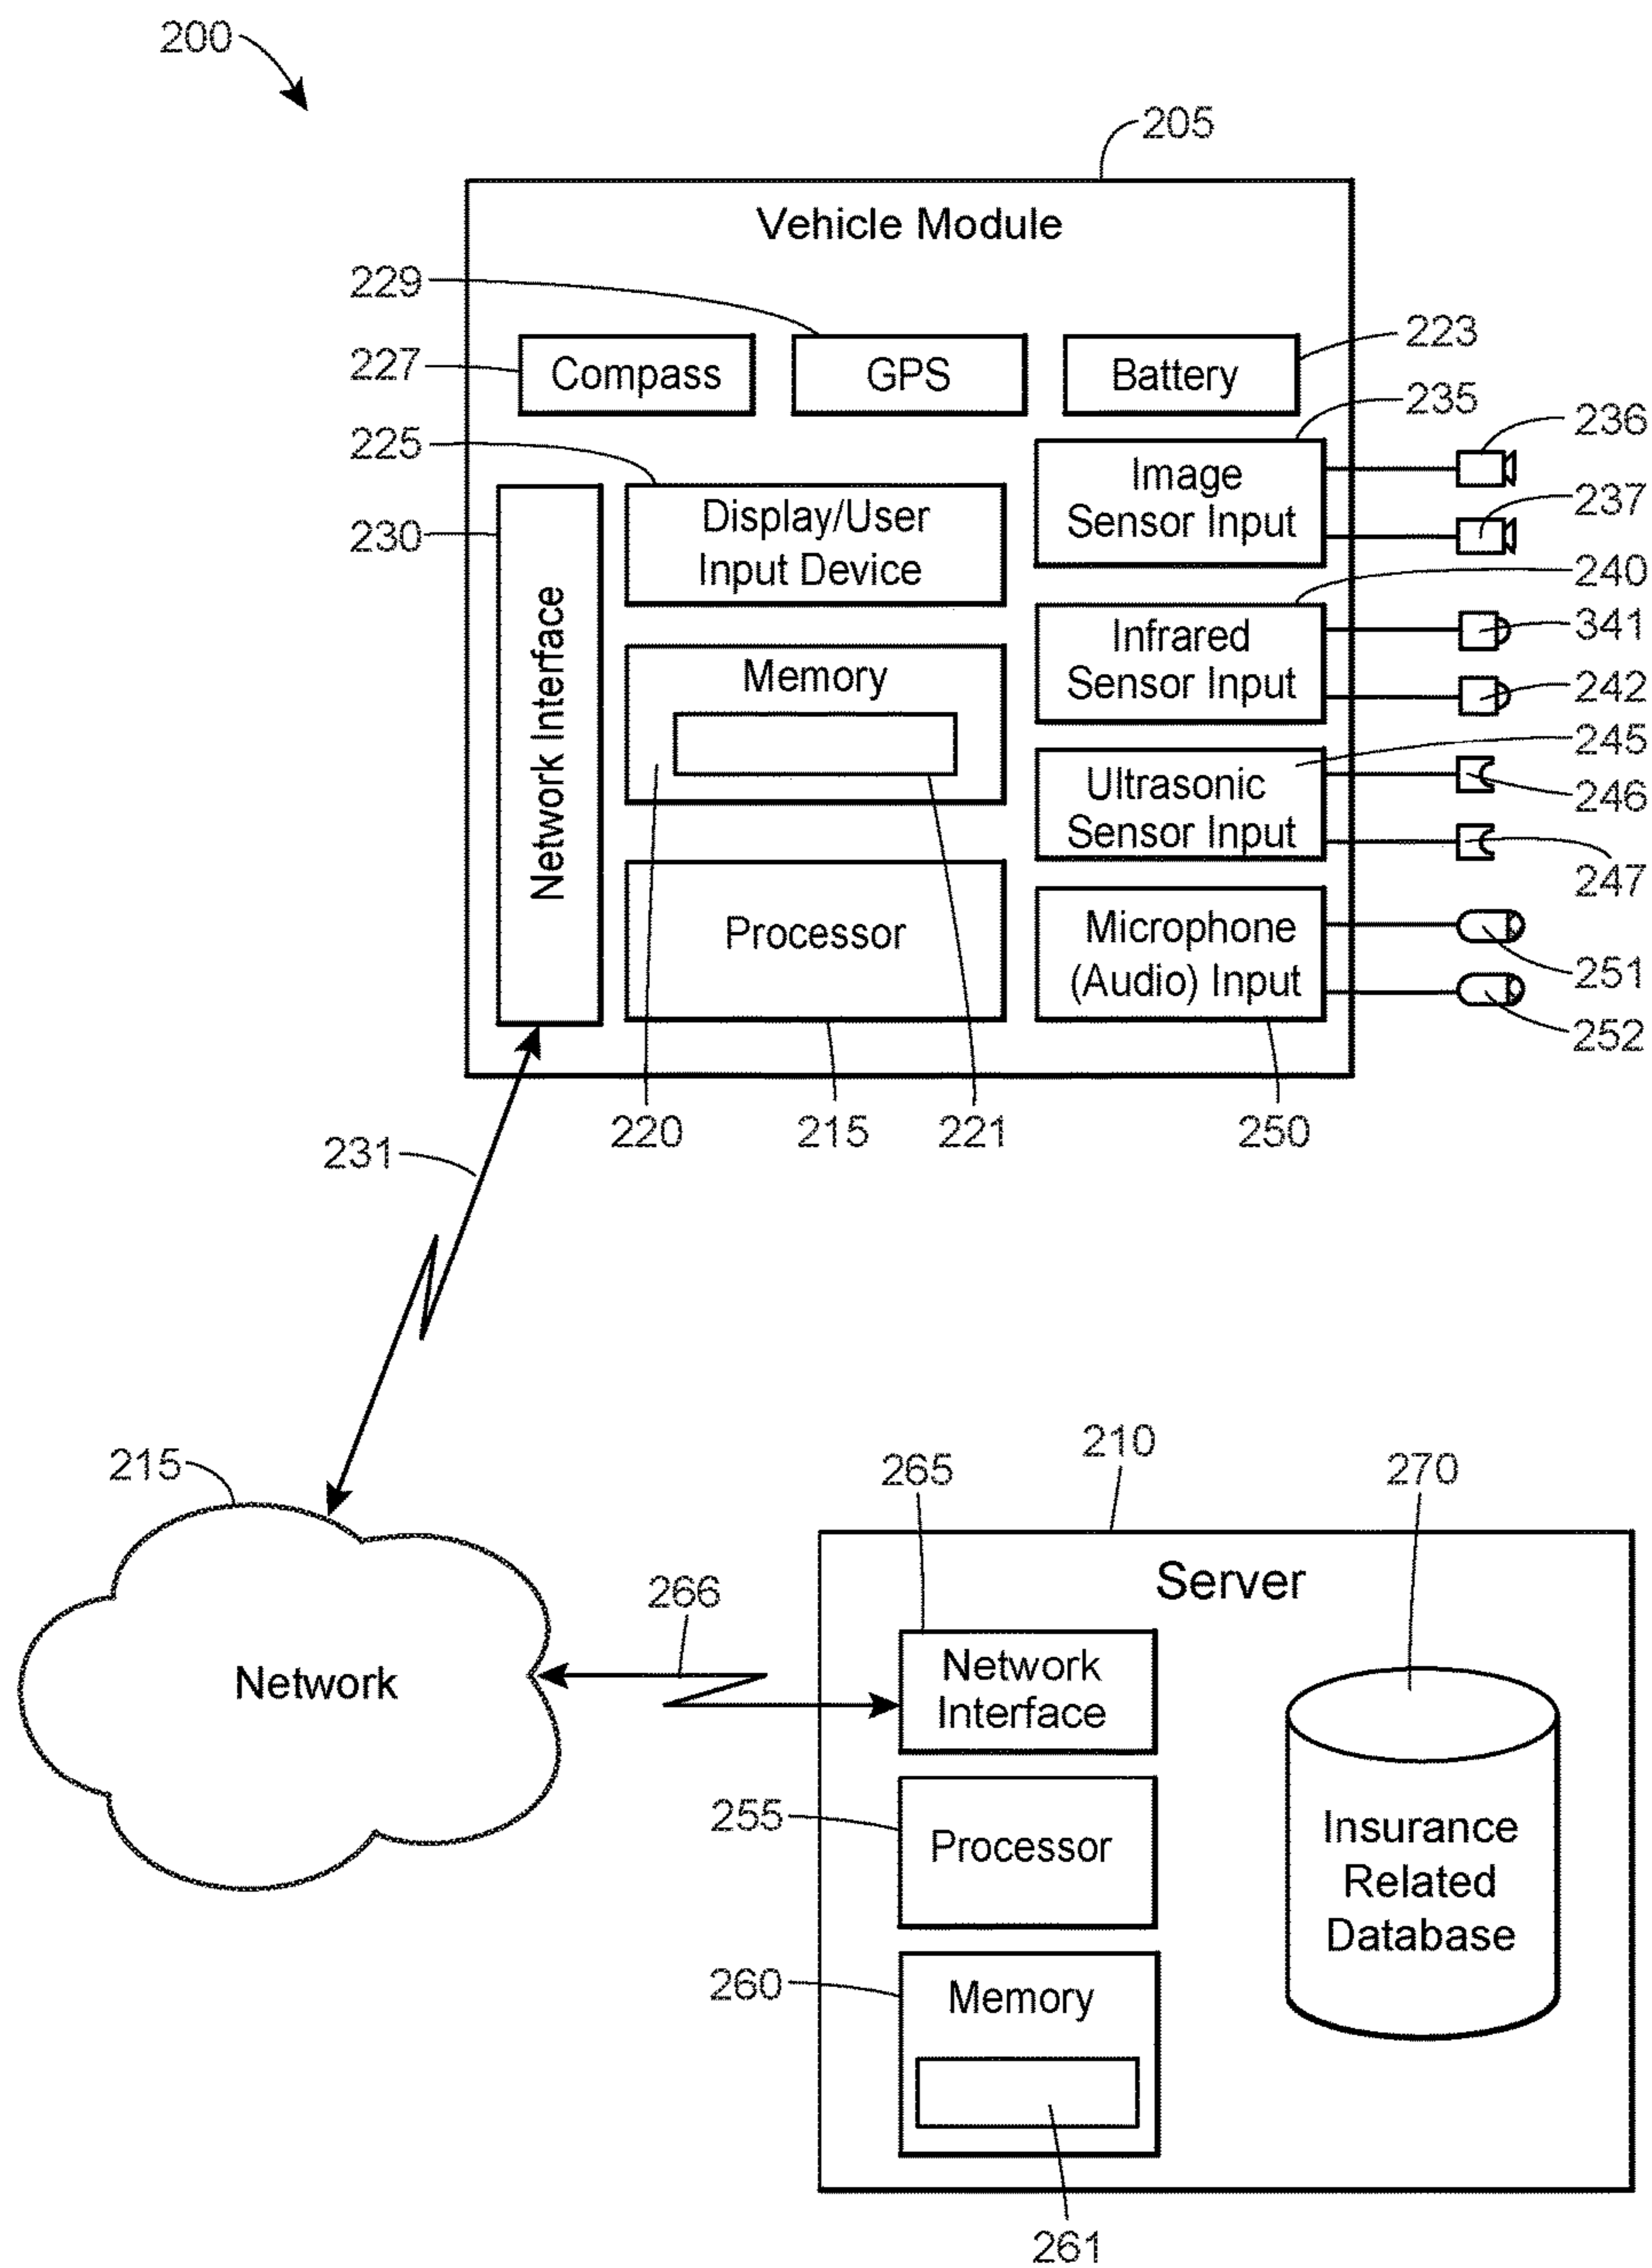 200
205
Vehicle Module
229
227
Compass
GPS
Battery
223
235
225
230
Network Interface
Display/User
Input Device
Image
Sensor Input
236
237
240
Memory
Infrared
Sensor Input
341
242
245
Ultrasonic
Sensor Input
246
247
Processor
Microphone
(Audio) Input
251
252
220
215
221
250
231
215
Network
266
210
265
270
Server
Network
Interface
255
Processor
Insurance
Related
Database
260
Memory
261